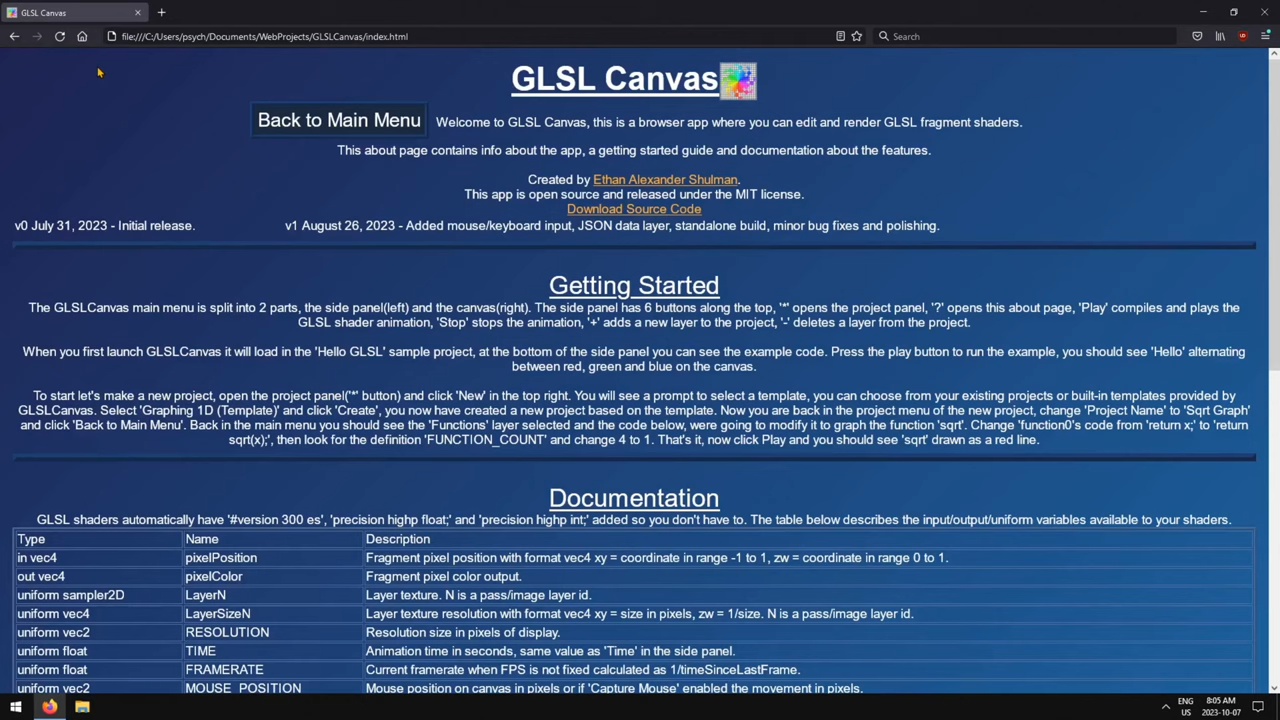 GLSL Canvas
file:///C:/Users/psych/Documents/WebProjects/GLSLCanvas/index.html
Search
GLSL Canvas
Back to Main Menu
Welcome to GLSL Canvas, this is a browser app where you can edit and render GLSL fragment shaders.
This about page contains info about the app, a getting started guide and documentation about the features.
Created by Ethan Alexander Shulman.
This app is open source and released under the MIT license.
Download Source Code
v0 July 31, 2023 - Initial release.
v1 August 26, 2023 - Added mouse/keyboard input, JSON data layer, standalone build, minor bug fixes and polishing.
Getting Started
The GLSLCanvas main menu is split into 2 parts, the side panel(left) and the canvas(right). The side panel has 6 buttons along the top, '*' opens the project panel, '?' opens this about page, 'Play' compiles and plays the
GLSL shader animation, 'Stop' stops the animation, '+' adds a new layer to the project, '-' deletes a layer from the project.
When you first launch GLSLCanvas it will load in the 'Hello GLSL' sample project, at the bottom of the side panel you can see the example code. Press the play button to run the example, you should see 'Hello' alternating
between red, green and blue on the canvas.
To start let's make a new project, open the project panel('*' button) and click 'New' in the top right. You will see a prompt to select a template, you can choose from your existing projects or built-in templates provided by
GLSLCanvas. Select 'Graphing 1D (Template)' and click 'Create', you now have created a new project based on the template. Now you are back in the project menu of the new project, change 'Project Name' to 'Sqrt Graph'
and click 'Back to Main Menu'. Back in the main menu you should see the 'Functions' layer selected and the code below, were going to modify it to graph the function 'sqrt'. Change 'function0's code from 'return x;' to 'return
sqrt(x);', then look for the definition 'FUNCTION_COUNT' and change 4 to 1. That's it, now click Play and you should see 'sqrt' drawn as a red line.
Documentation
GLSL shaders automatically have '#version 300 es', 'precision highp float;' and 'precision highp int;' added so you don't have to. The table below describes the input/output/uniform variables available to your shaders.
Type Name Description
in vec4 pixelPosition Fragment pixel position with format vec4 xy = coordinate in range -1 to 1, zw = coordinate in range 0 to 1.
out vec4 pixelColor Fragment pixel color output.
uniform sampler2D LayerN Layer texture. N is a pass/image layer id.
uniform vec4 LayerSizeN Layer texture resolution with format vec4 xy = size in pixels, zw = 1/size. N is a pass/image layer id.
uniform vec2 RESOLUTION Resolution size in pixels of display.
uniform float TIME Animation time in seconds, same value as 'Time' in the side panel.
uniform float FRAMERATE Current framerate when FPS is not fixed calculated as 1/timeSinceLastFrame.
uniform vec2 MOUSE_POSITION Mouse position on canvas in pixels or if 'Capture Mouse' enabled the movement in pixels.
ENG
US
8:05 AM
2023-10-07